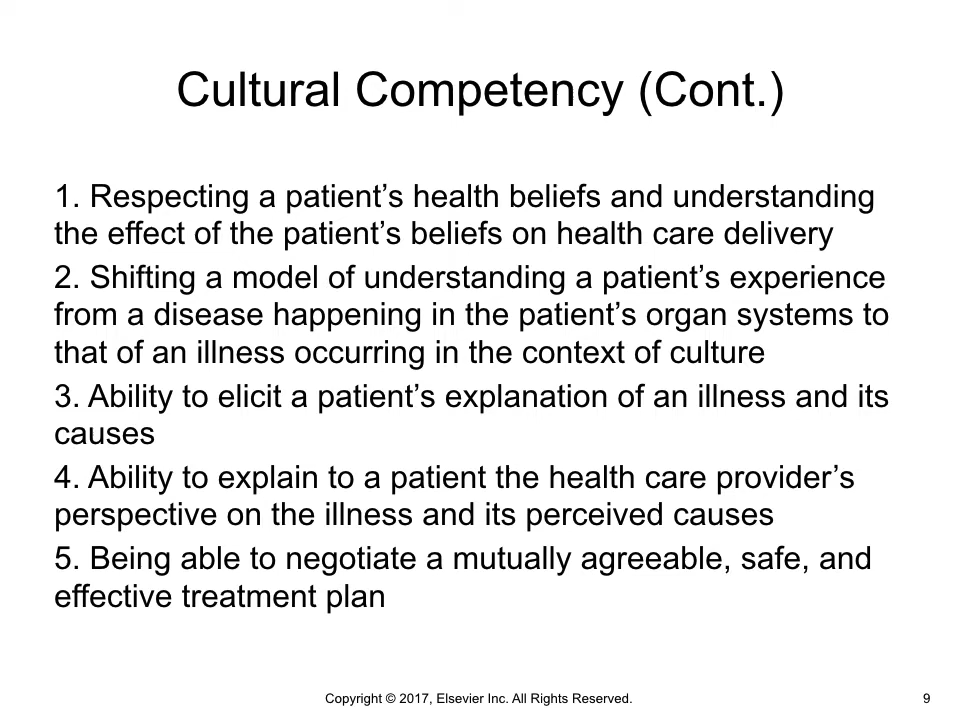 Cultural Competency (Cont.)
1. Respecting a patient’s health beliefs and understanding
the effect of the patient’s beliefs on health care delivery
2. Shifting a model of understanding a patient’s experience
from a disease happening in the patient’s organ systems to
that of an illness occurring in the context of culture
3. Ability to elicit a patient’s explanation of an illness and its
causes
4. Ability to explain to a patient the health care provider’s
perspective on the illness and its perceived causes
5. Being able to negotiate a mutually agreeable, safe, and
effective treatment plan
Copyright © 2017, Elsevier Inc. All Rights Reserved.
9